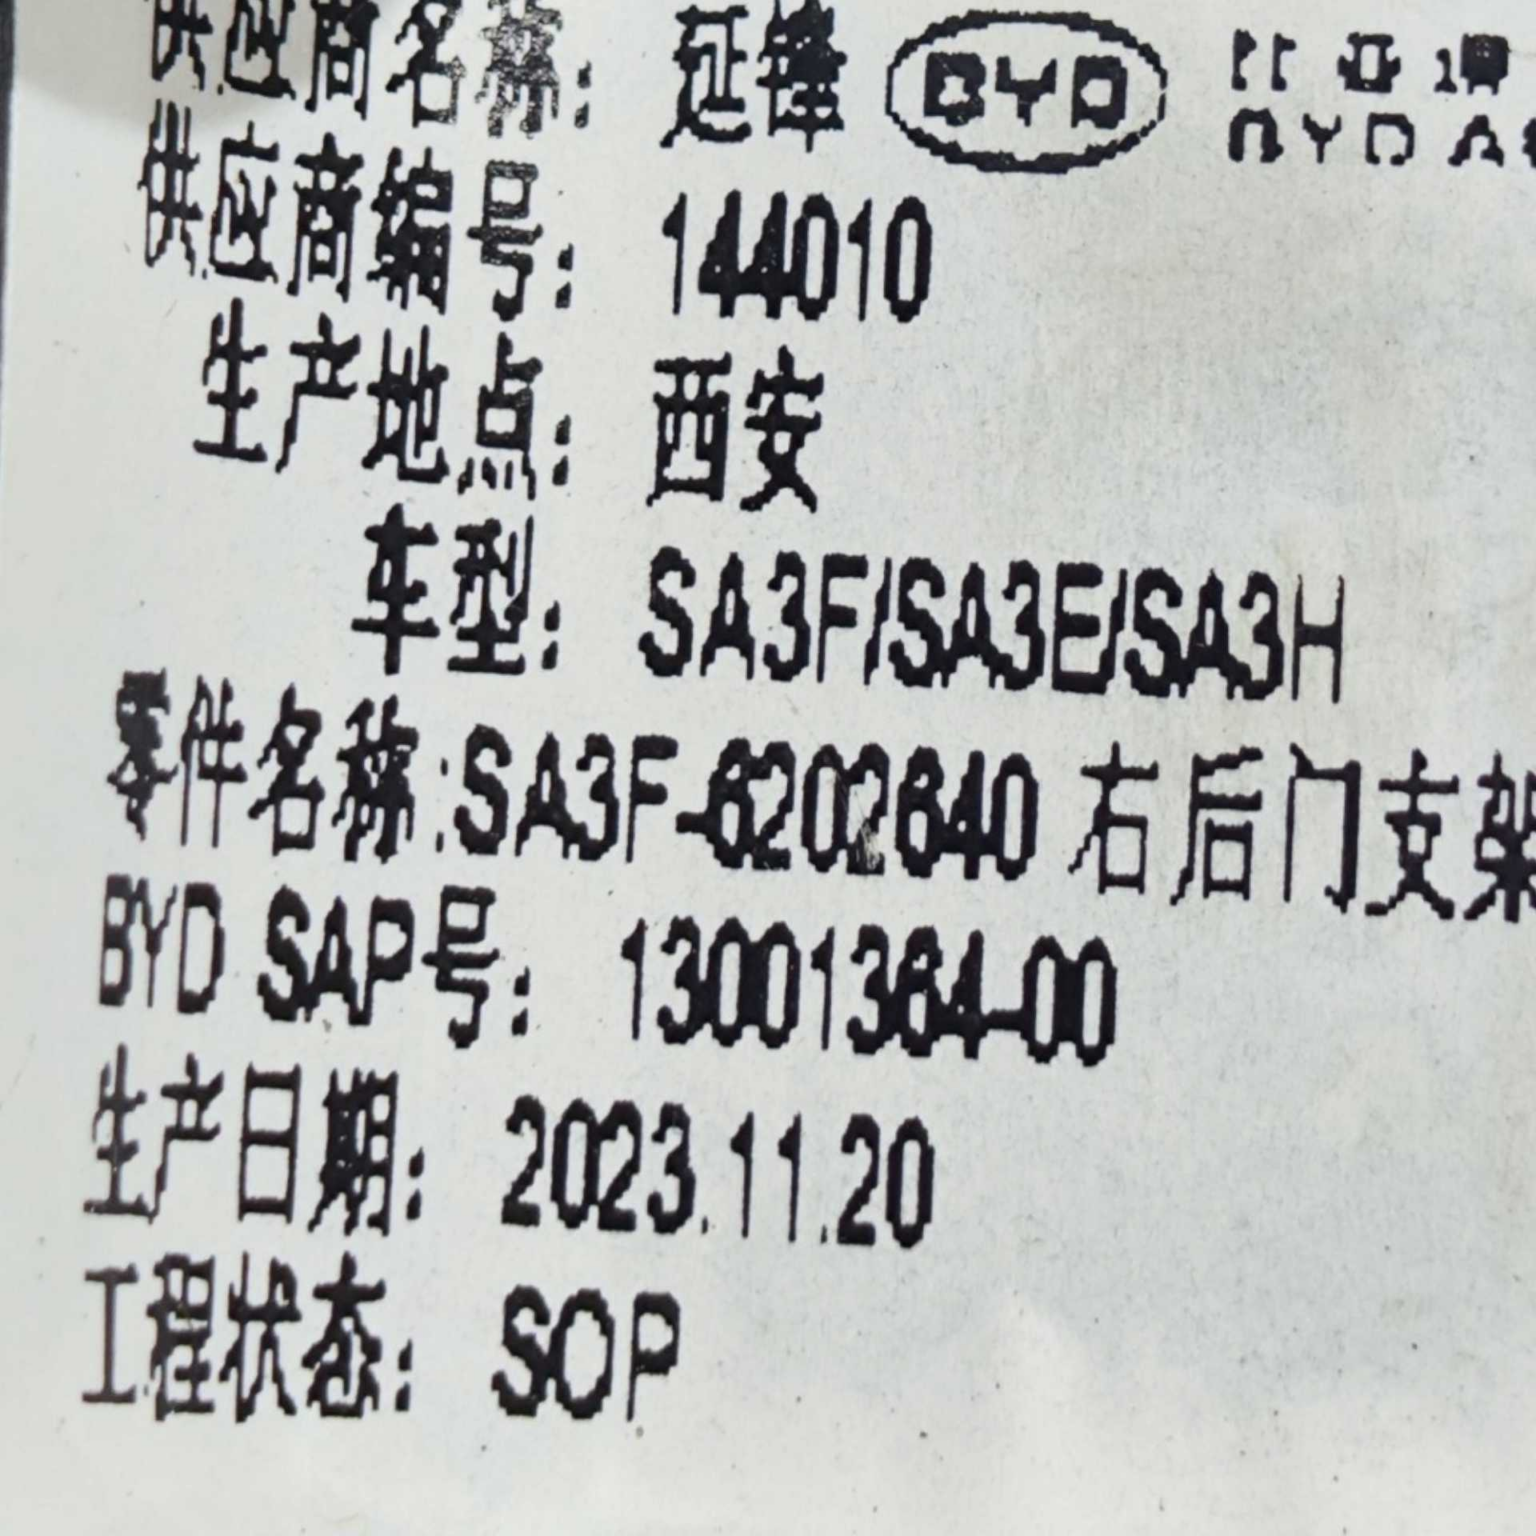 供应商名称: 延锋 BYD
供应商编号: 144010
生产地点: 西安
车型: SA3F/SA3E/SA3H
零件名称:SA3F-6202640 右后门支架
BYD SAP号: 13001364-00
生产日期: 2023.11.20
工程状态: SOP